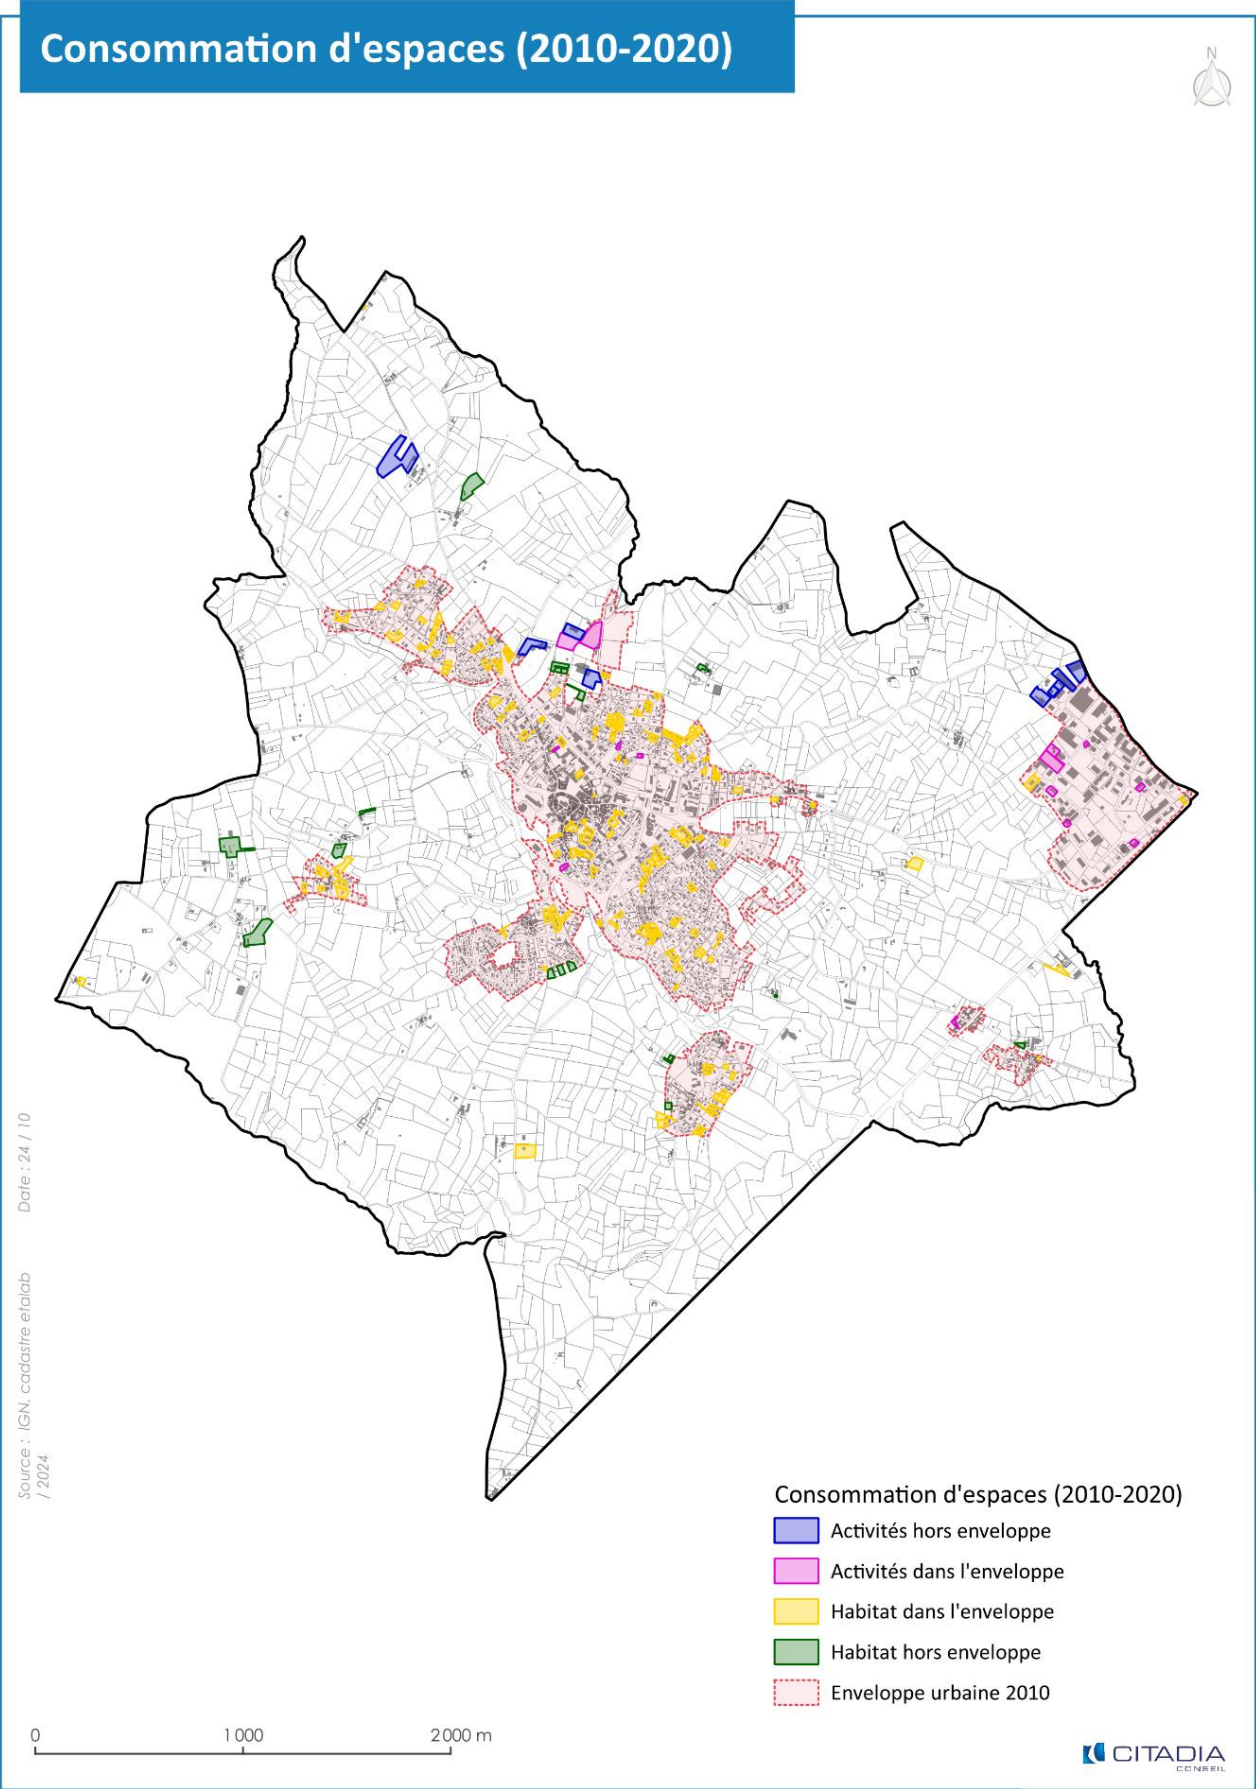 Consommation d'espaces (2010-2020)
N
Date : 24 / 10
Source : IGN, cadastre etalab
/ 2024
Consommation d'espaces (2010-2020)
Activités hors enveloppe
Activités dans l'enveloppe
Habitat dans l'enveloppe
Habitat hors enveloppe
Enveloppe urbaine 2010
0 1 000 2 000 m
CITADIA
CONSEIL